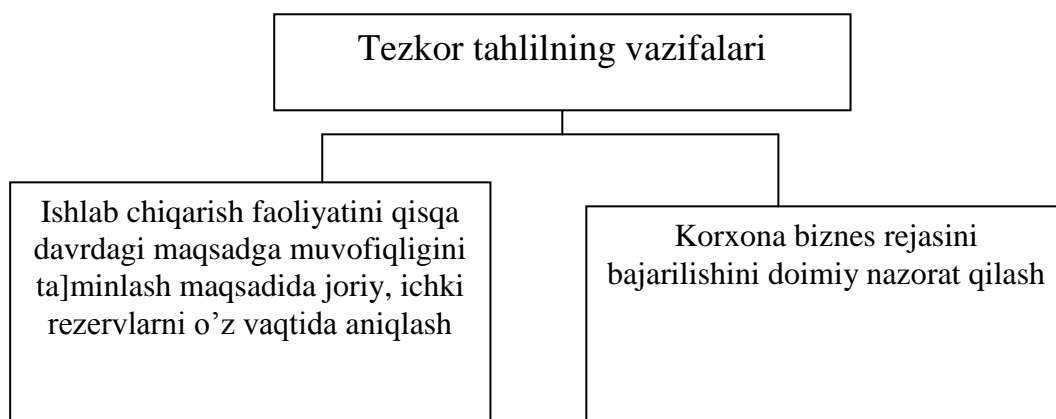 Tezkor tahlilning vazifalari
Ishlab chiqarish faoliyatini qisqa
davrdagi maqsadga muvofiqligini
ta]minlash maqsadida joriy, ichki
rezervlarni o’z vaqtida aniqlash
Korxona biznes rejasini
bajarilishini doimiy nazorat qilash